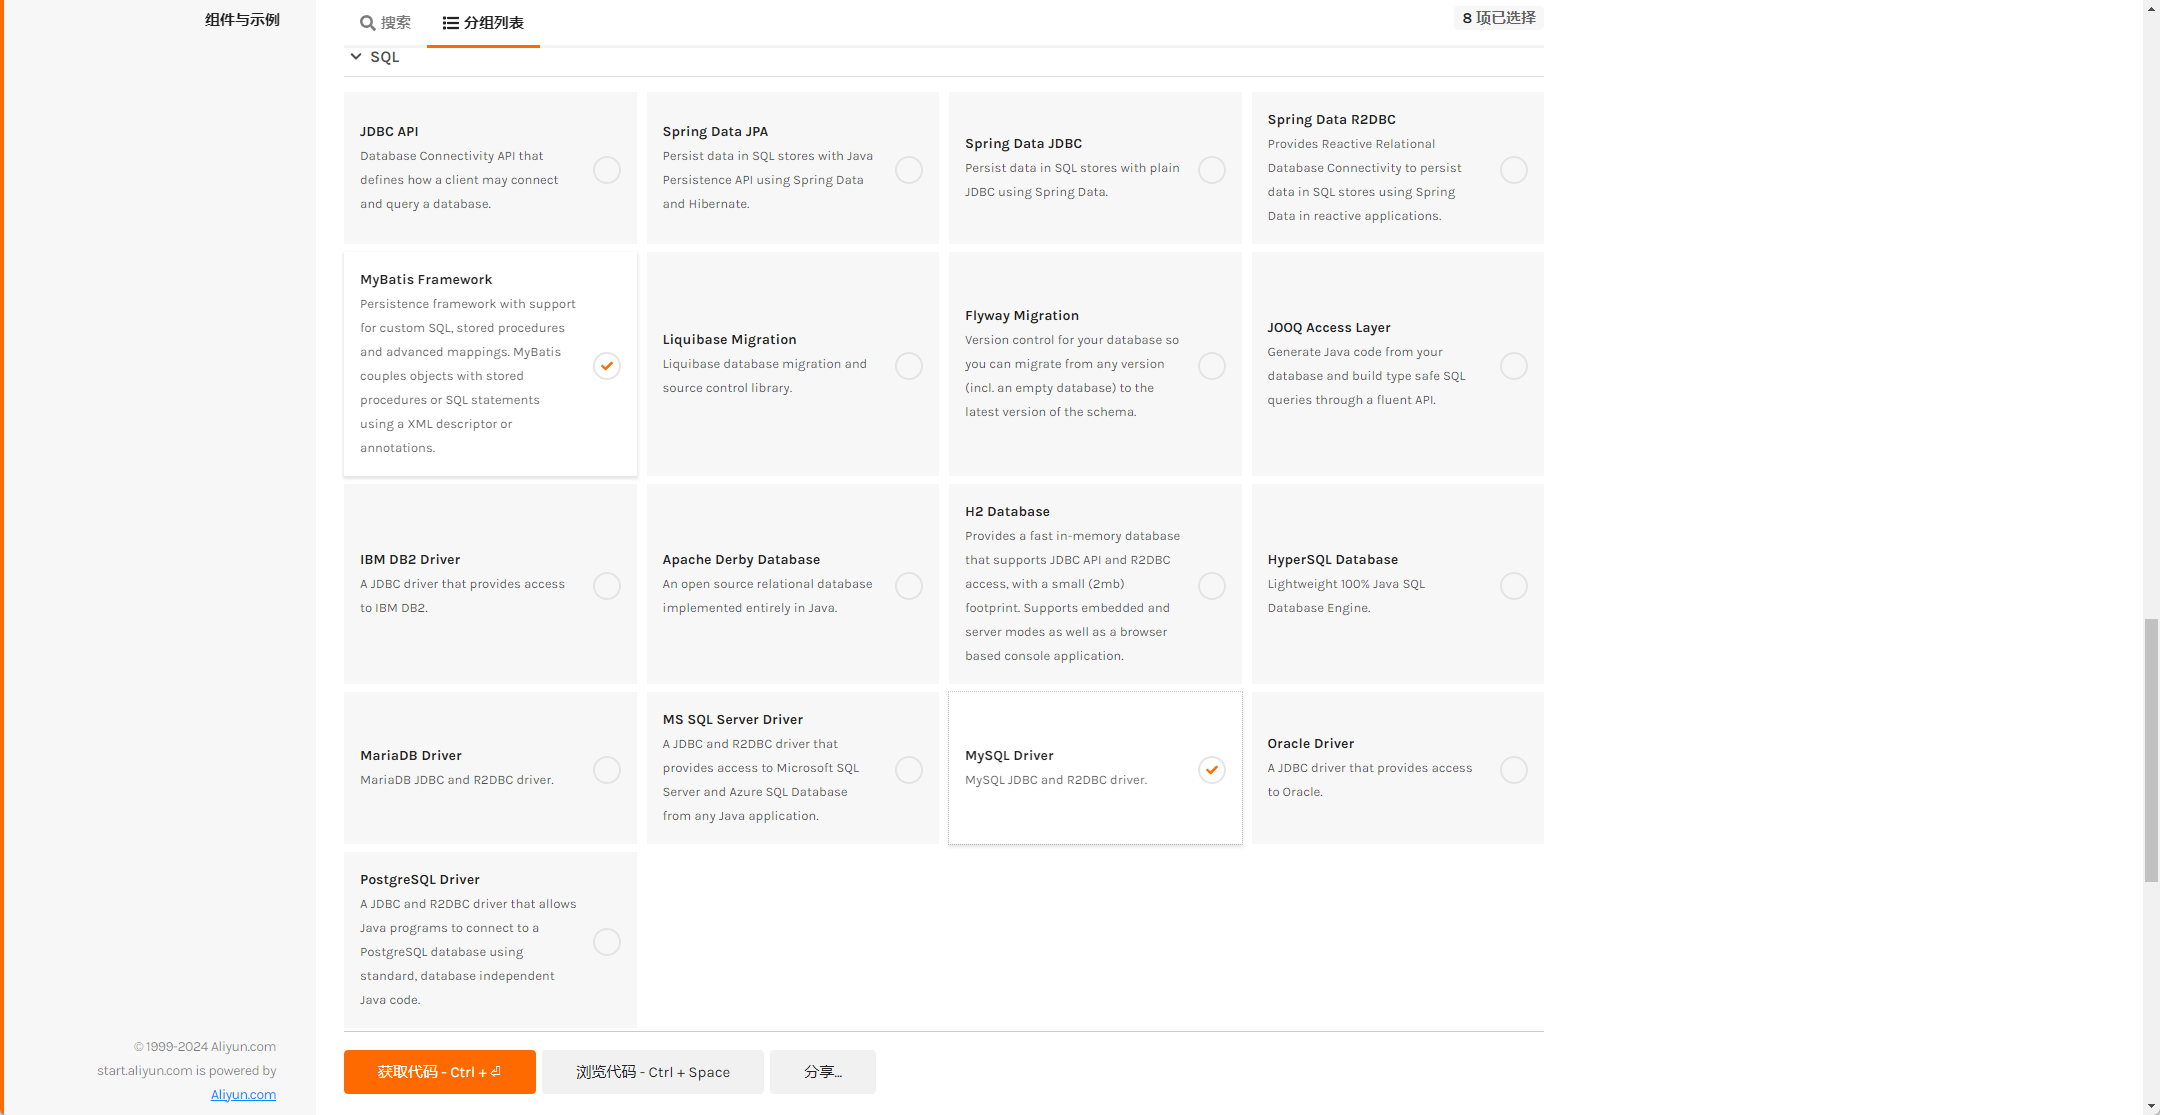 组件与示例
搜索
分组列表
8 项已选择
SQL
JDBC API
Database Connectivity API that
defines how a client may connect
and query a database.
Spring Data JPA
Persist data in SQL stores with Java
Persistence API using Spring Data
and Hibernate.
Spring Data JDBC
Persist data in SQL stores with plain
JDBC using Spring Data.
Spring Data R2DBC
Provides Reactive Relational
Database Connectivity to persist
data in SQL stores using Spring
Data in reactive applications.
MyBatis Framework
Persistence framework with support
for custom SQL, stored procedures
and advanced mappings. MyBatis
couples objects with stored
procedures or SQL statements
using a XML descriptor or
annotations.
Liquibase Migration
Liquibase database migration and
source control library.
Flyway Migration
Version control for your database so
you can migrate from any version
(incl. an empty database) to the
latest version of the schema.
JOOQ Access Layer
Generate Java code from your
database and build type safe SQL
queries through a fluent API.
IBM DB2 Driver
A JDBC driver that provides access
to IBM DB2.
Apache Derby Database
An open source relational database
implemented entirely in Java.
H2 Database
Provides a fast in-memory database
that supports JDBC API and R2DBC
access, with a small (2mb)
footprint. Supports embedded and
server modes as well as a browser
based console application.
HyperSQL Database
Lightweight 100% Java SQL
Database Engine.
MariaDB Driver
MariaDB JDBC and R2DBC driver.
MS SQL Server Driver
A JDBC and R2DBC driver that
provides access to Microsoft SQL
Server and Azure SQL Database
from any Java application.
MySQL Driver
MySQL JDBC and R2DBC driver.
Oracle Driver
A JDBC driver that provides access
to Oracle.
PostgreSQL Driver
A JDBC and R2DBC driver that allows
Java programs to connect to a
PostgreSQL database using
standard, database independent
Java code.
© 1999-2024 Aliyun.com
start.aliyun.com is powered by
Aliyun.com
获取代码 - Ctrl + ⏎
浏览代码 - Ctrl + Space
分享...